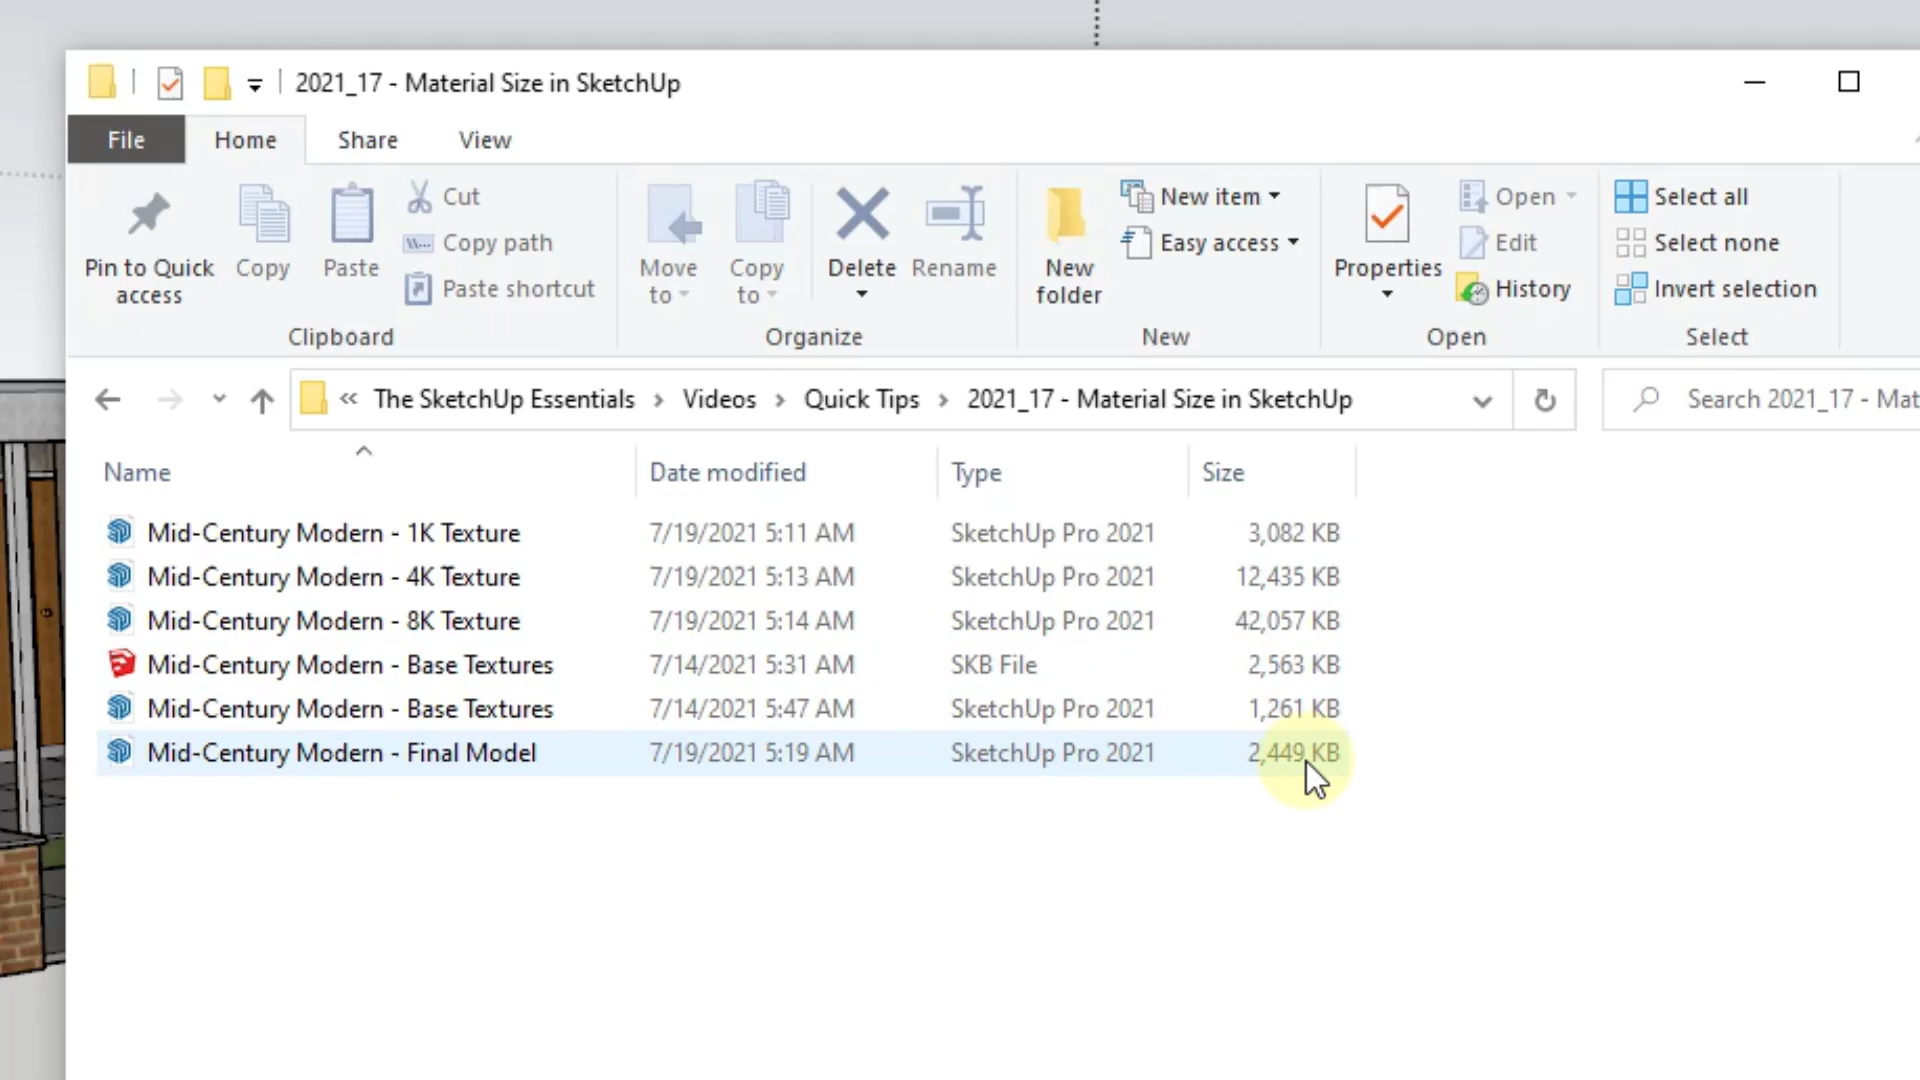 2021_17 - Material Size in SketchUp
File Home Share View
Pin to Quick access
Copy
Paste
Cut
Copy path
Paste shortcut
Clipboard
Move to
Copy to
Delete
Rename
Organize
New folder
New item
Easy access
New
Properties
Open
Edit
History
Open
Select all
Select none
Invert selection
Select
« The SketchUp Essentials > Videos > Quick Tips > 2021_17 - Material Size in SketchUp
Search 2021_17 - Mat
Name Date modified Type Size
Mid-Century Modern - 1K Texture 7/19/2021 5:11 AM SketchUp Pro 2021 3,082 KB
Mid-Century Modern - 4K Texture 7/19/2021 5:13 AM SketchUp Pro 2021 12,435 KB
Mid-Century Modern - 8K Texture 7/19/2021 5:14 AM SketchUp Pro 2021 42,057 KB
Mid-Century Modern - Base Textures 7/14/2021 5:31 AM SKB File 2,563 KB
Mid-Century Modern - Base Textures 7/14/2021 5:47 AM SketchUp Pro 2021 1,261 KB
Mid-Century Modern - Final Model 7/19/2021 5:19 AM SketchUp Pro 2021 2,449 KB